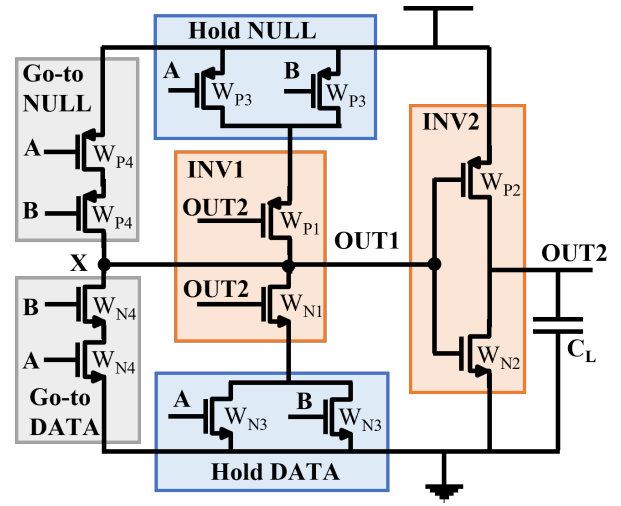 Hold NULL
Go-to
NULL
A
B
WP3
WP3
INV2
A
WP4
INV1
WP2
B
WP4
OUT2
WP1
OUT1
OUT2
X
B
WN4
OUT2
WN1
A
WN4
WN2
CL
Go-to
DATA
A
WN3
B
WN3
Hold DATA